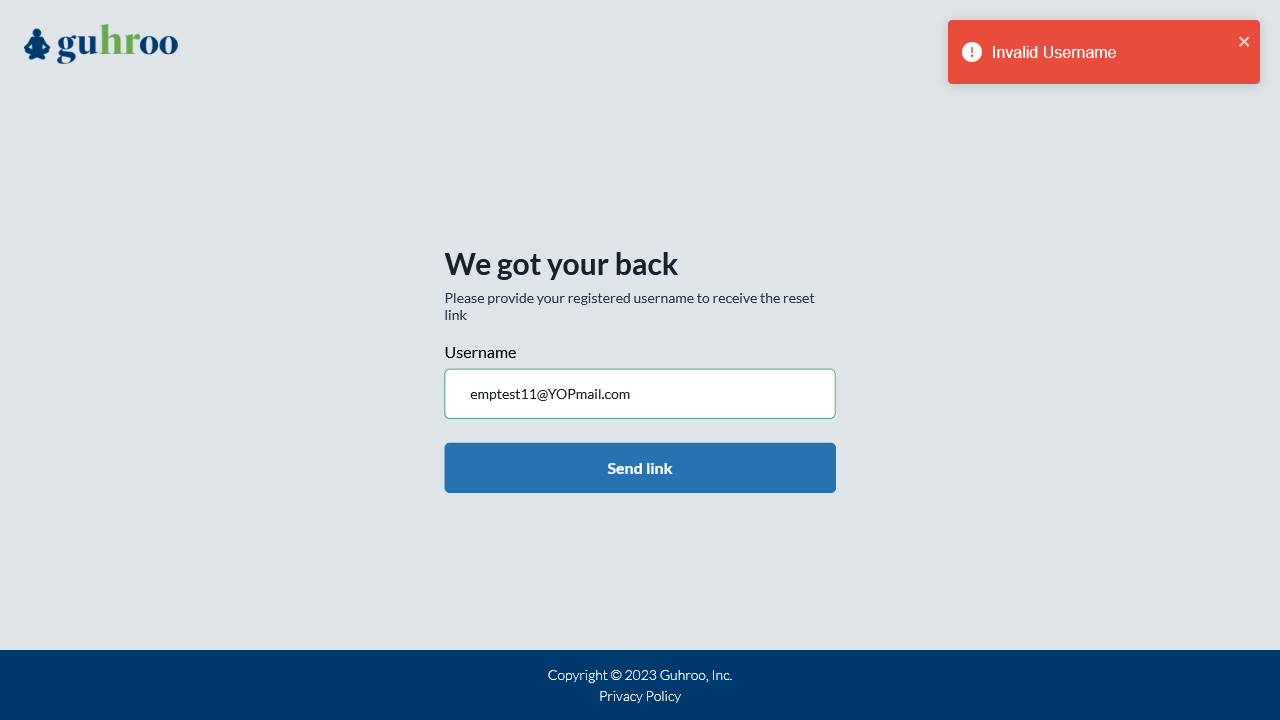 guhroo
Invalid Username
We got your back
Please provide your registered username to receive the reset
link
Username
emptest11@YOPmail.com
Send link
Copyright © 2023 Guhroo, Inc.
Privacy Policy